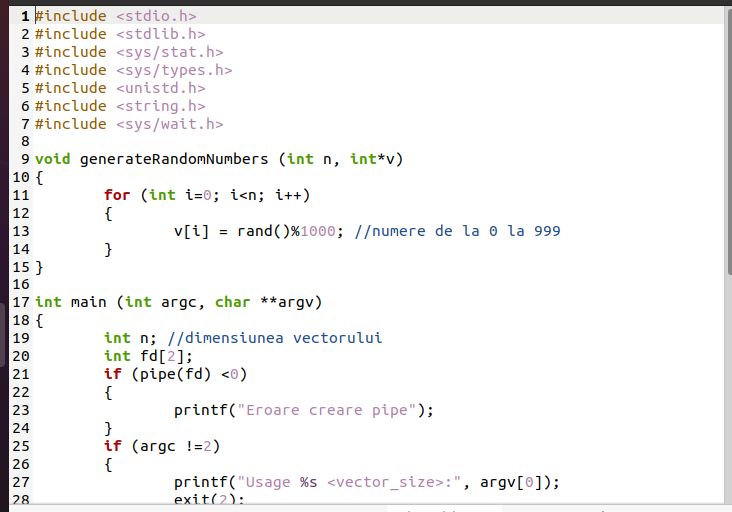 1 #include <stdio.h>
2 #include <stdlib.h>
3 #include <sys/stat.h>
4 #include <sys/types.h>
5 #include <unistd.h>
6 #include <string.h>
7 #include <sys/wait.h>
8
9 void generateRandomNumbers (int n, int*v)
10 {
11 for (int i=0; i<n; i++)
12 {
13 v[i] = rand()%1000; //numere de la 0 la 999
14 }
15 }
16
17 int main (int argc, char **argv)
18 {
19 int n; //dimensiunea vectorului
20 int fd[2];
21 if (pipe(fd) <0)
22 {
23 printf("Eroare creare pipe");
24 }
25 if (argc !=2)
26 {
27 printf("Usage %s <vector_size>:", argv[0]);
28 exit(2);